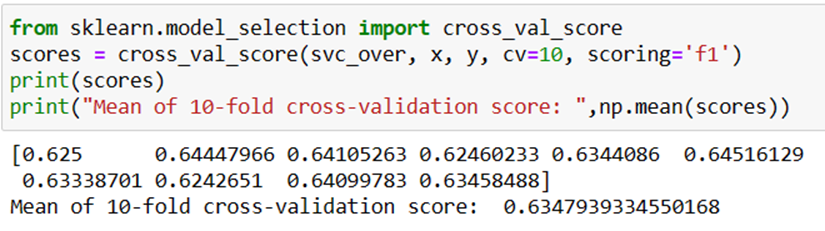 from sklearn.model_selection import cross_val_score
scores = cross_val_score(svc_over, x, y, cv=10, scoring='f1')
print(scores)
print("Mean of 10-fold cross-validation score: ",np.mean(scores))
[0.625      0.64447966 0.64105263 0.62460233 0.6344086  0.64516129
 0.63338701 0.6242651  0.64099783 0.63458488]
Mean of 10-fold cross-validation score:  0.6347939334550168